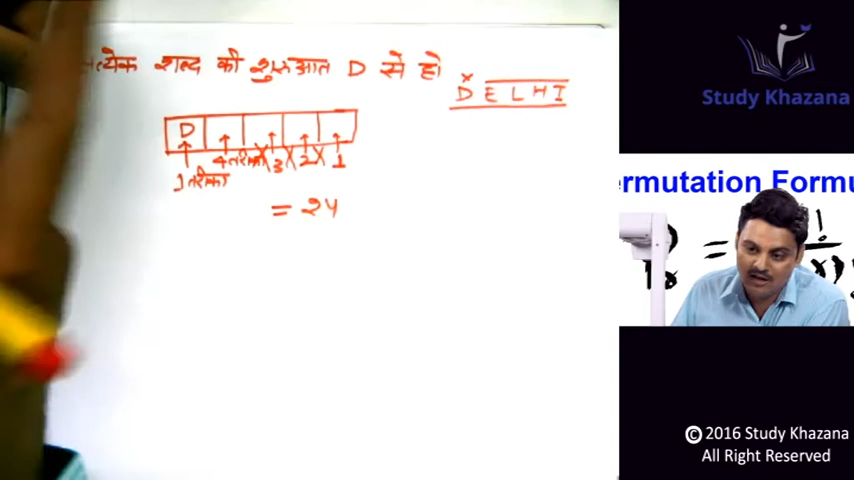 प्रत्येक शब्द की शुरुआत D से हो
D E L H I
D
1 तरीका 4 तरीका × 3 × 2 × 1
= 24
Study Khazana
ermutation Formu
© 2016 Study Khazana
All Right Reserved